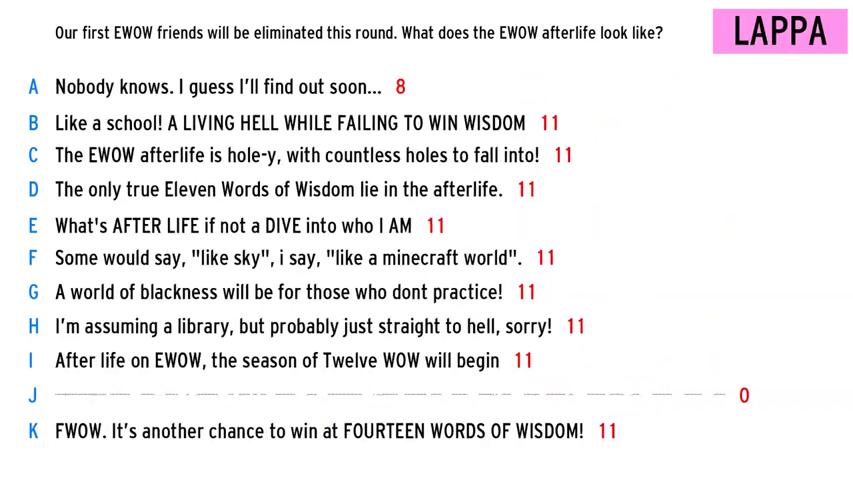 Our first EWOW friends will be eliminated this round. What does the EWOW afterlife look like?
LAPPA
A Nobody knows. I guess I'll find out soon... 8
B Like a school! A LIVING HELL WHILE FAILING TO WIN WISDOM 11
C The EWOW afterlife is hole-y, with countless holes to fall into! 11
D The only true Eleven Words of Wisdom lie in the afterlife. 11
E What's AFTER LIFE if not a DIVE into who I AM 11
F Some would say, "like sky", i say, "like a minecraft world". 11
G A world of blackness will be for those who dont practice! 11
H I'm assuming a library, but probably just straight to hell, sorry! 11
I After life on EWOW, the season of Twelve WOW will begin 11
J 0
K FWOW. It's another chance to win at FOURTEEN WORDS OF WISDOM! 11